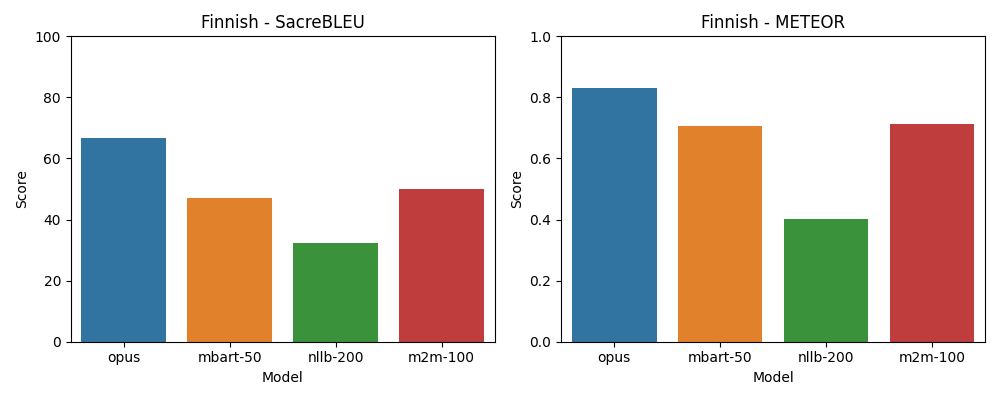 Finnish - SacreBLEU
100
80
60
40
20
0
Score
opus mbart-50 nllb-200 m2m-100
Model
Finnish - METEOR
1.0
0.8
0.6
0.4
0.2
0.0
Score
opus mbart-50 nllb-200 m2m-100
Model